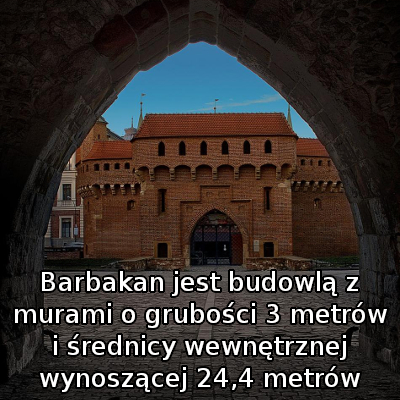 Barbakan jest budowlą z
murami o grubości 3 metrów
i średnicy wewnętrznej
wynoszącej 24,4 metrów